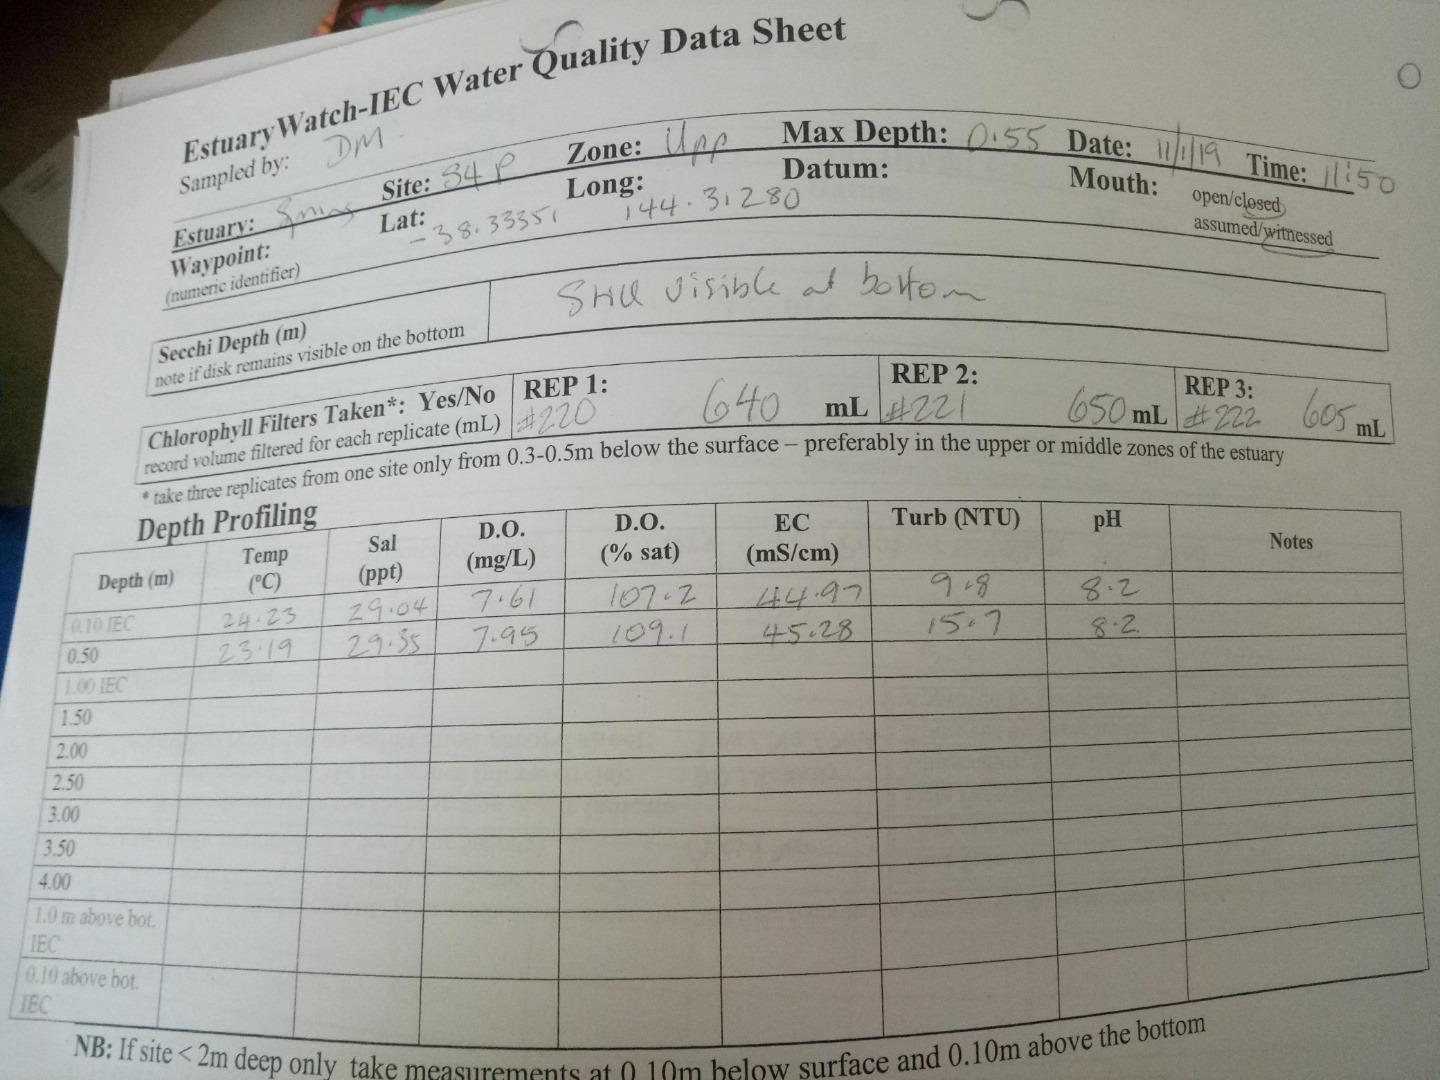 EstuaryWatch-IEC Water Quality Data Sheet
Sampled by: DM
Estuary: Site: S4 P Zone: Upp Max Depth: 0.55 Date: 11/1/19 Time: 11:50
Waypoint: Lat: -38.33351 Long: 144.31280 Datum: Mouth: open/closed
(numeric identifier) assumed/witnessed
Secchi Depth (m) Still visible at bottom
note if disk remains visible on the bottom
Chlorophyll Filters Taken*: Yes/No REP 1: REP 2: REP 3:
record volume filtered for each replicate (mL) #220 640 mL #221 650 mL #222 605 mL
* take three replicates from one site only from 0.3-0.5m below the surface – preferably in the upper or middle zones of the estuary
Depth Profiling
Depth (m) Temp (°C) Sal (ppt) D.O. (mg/L) D.O. (% sat) EC (mS/cm) Turb (NTU) pH Notes
0.10 IEC 24.23 29.04 7.61 107.2 44.97 9.8 8.2
0.50 23.19 29.35 7.95 109.1 45.28 15.7 8.2
1.00 IEC
1.50
2.00
2.50
3.00
3.50
4.00
1.0 m above bot.
IEC
0.10 above bot.
IEC
NB: If site < 2m deep only take measurements at 0.10m below surface and 0.10m above the bottom